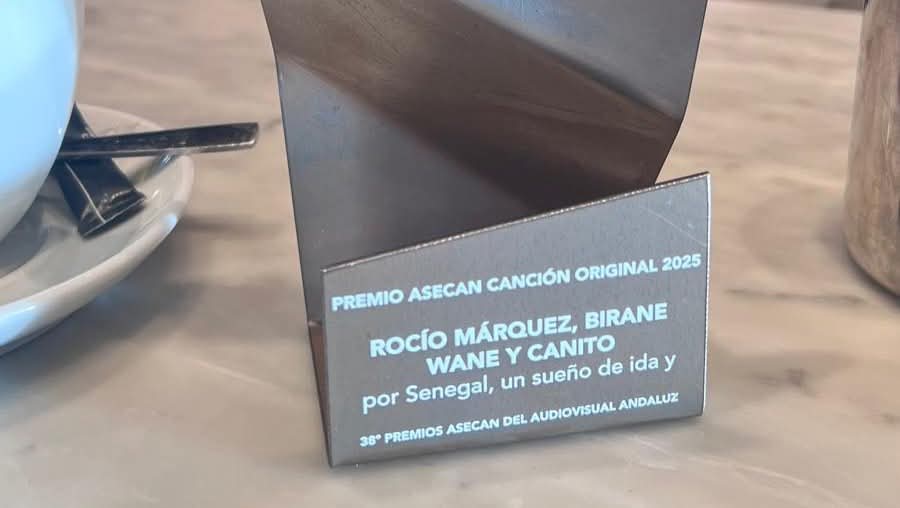 PREMIO ASECAN CANCIÓN ORIGINAL 2025
ROCÍO MÁRQUEZ, BIRANE
WANE Y CANITO
por Senegal, un sueño de ida y
38º PREMIOS ASECAN DEL AUDIOVISUAL ANDALUZ